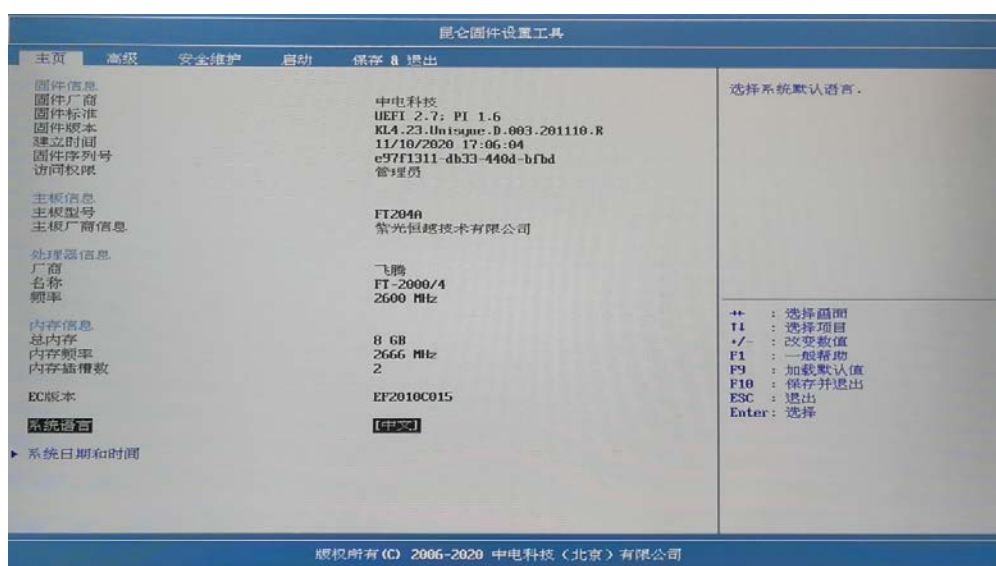 昆仑固件设置工具
主页 高级 安全维护 启动 保存 & 退出
固件信息
固件厂商 中电科技
固件标准 UEFI 2.7; PI 1.6
固件版本 KL4.23.Unisyue.D.003.201110.R
建立时间 11/10/2020 17:06:04
固件序列号 e97f1311-db33-440d-bfbd
访问权限 管理员
主板信息
主板型号 FT204A
主板厂商信息 紫光恒越技术有限公司
处理器信息
厂商 飞腾
名称 FT-2000/4
频率 2600 MHz
内存信息
总内存 8 GB
内存频率 2666 MHz
内存插槽数 2
EC版本 EF2010C015
系统语言 [中文]
系统日期和时间
选择系统默认语言.
↔ : 选择画面
↑↓ : 选择项目
+/- : 改变数值
F1 : 一般帮助
F9 : 加载默认值
F10 : 保存并退出
ESC : 退出
Enter: 选择
版权所有(C) 2006-2020 中电科技(北京)有限公司